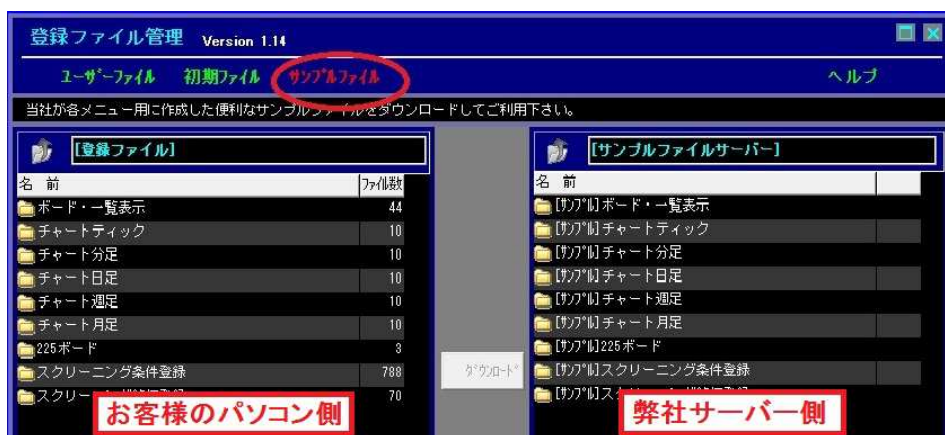 登録ファイル管理 Version 1.14
ユーザーファイル 初期ファイル サンプルファイル ヘルプ
当社が各メニュー用に作成した便利なサンプルファイルをダウンロードしてご利用下さい。
[登録ファイル]
名 前 ファイル数
ボード・一覧表示 44
チャートティック 10
チャート分足 10
チャート日足 10
チャート週足 10
チャート月足 10
225ボード 3
スクリーニング条件登録 788
スクリー 70
お客様のパソコン側
ダウンロード
[サンプルファイルサーバー]
名 前
[サンプル]ボード・一覧表示
[サンプル]チャートティック
[サンプル]チャート分足
[サンプル]チャート日足
[サンプル]チャート週足
[サンプル]チャート月足
[サンプル]225ボード
[サンプル]スクリーニング条件登録
[サンプル]ス
弊社サーバー側